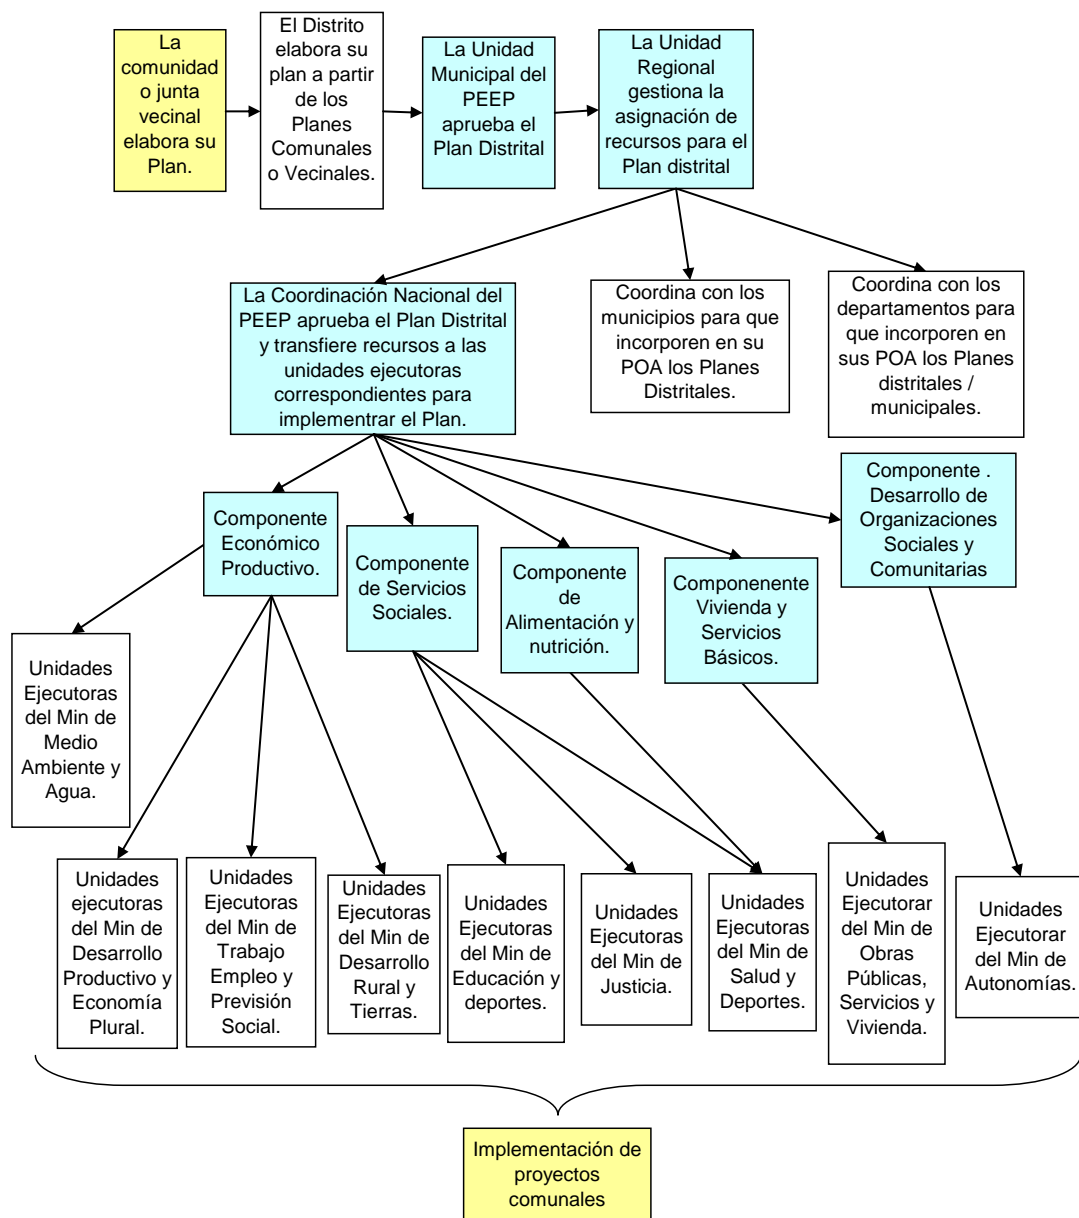 La
comunidad
o junta
vecinal
elabora su
Plan.
El Distrito
elabora su
plan a partir
de los
Planes
Comunales
o Vecinales.
La Unidad
Municipal del
PEEP
aprueba el
Plan Distrital
La Unidad
Regional
gestiona la
asignación de
recursos para el
Plan distrital
La Coordinación Nacional del
PEEP aprueba el Plan Distrital
y transfiere recursos a las
unidades ejecutoras
correspondientes para
implementrar el Plan.
Coordina con los
municipios para que
incorporen en su
POA los Planes
Distritales.
Coordina con los
departamentos para
que incorporen en
sus POA los Planes
distritales /
municipales.
Componente
Económico
Productivo.
Componente
de Servicios
Sociales.
Componente
de
Alimentación y
nutrición.
Componenente
Vivienda y
Servicios
Básicos.
Componente .
Desarrollo de
Organizaciones
Sociales y
Comunitarias
Unidades
Ejecutoras
del Min de
Medio
Ambiente y
Agua.
Unidades
ejecutoras
del Min de
Desarrollo
Productivo y
Economía
Plural.
Unidades
Ejecutoras
del Min de
Trabajo
Empleo y
Previsión
Social.
Unidades
Ejecutoras
del Min de
Desarrollo
Rural y
Tierras.
Unidades
Ejecutoras
del Min de
Educación y
deportes.
Unidades
Ejecutoras
del Min de
Justicia.
Unidades
Ejecutoras
del Min de
Salud y
Deportes.
Unidades
Ejecutorar
del Min de
Obras
Públicas,
Servicios y
Vivienda.
Unidades
Ejecutorar
del Min de
Autonomías.
Implementación de
proyectos
comunales